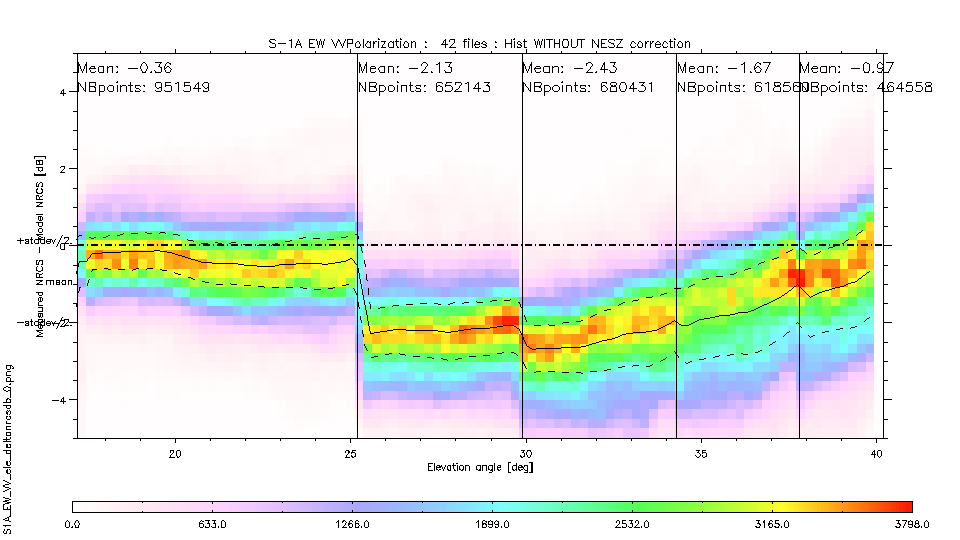 S-1A EW VVPolarization : 42 files : Hist WITHOUT NESZ correction
Mean: -0.36
NBpoints: 951549
Mean: -2.13
NBpoints: 652143
Mean: -2.43
NBpoints: 680431
Mean: -1.67
NBpoints: 618560
Mean: -0.97
NBpoints: 464558
4
2
0
-4
+stddev/2
mean
-stddev/2
Measured NRCS - Model NRCS [dB]
20
25
30
35
40
Elevation angle [deg]
0.0
633.0
1266.0
1899.0
2532.0
3165.0
3798.0
S1A_EW_VV_ele_deltanrcsdb_0.png